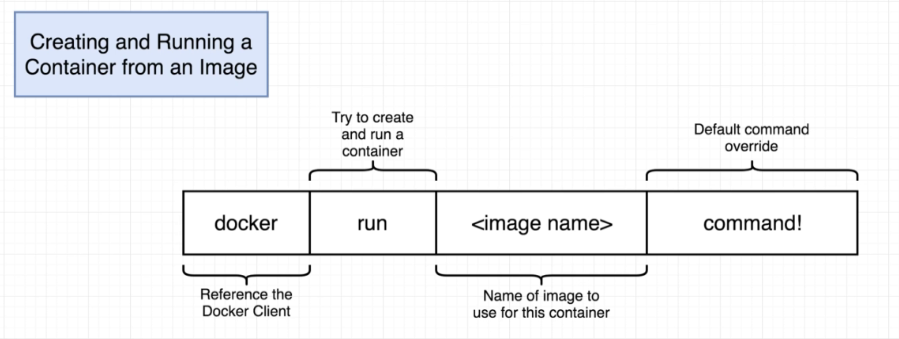 Creating and Running a
Container from an Image
Try to create
and run a
container
Default command
override
docker
run
<image name>
command!
Reference the
Docker Client
Name of image to
use for this container